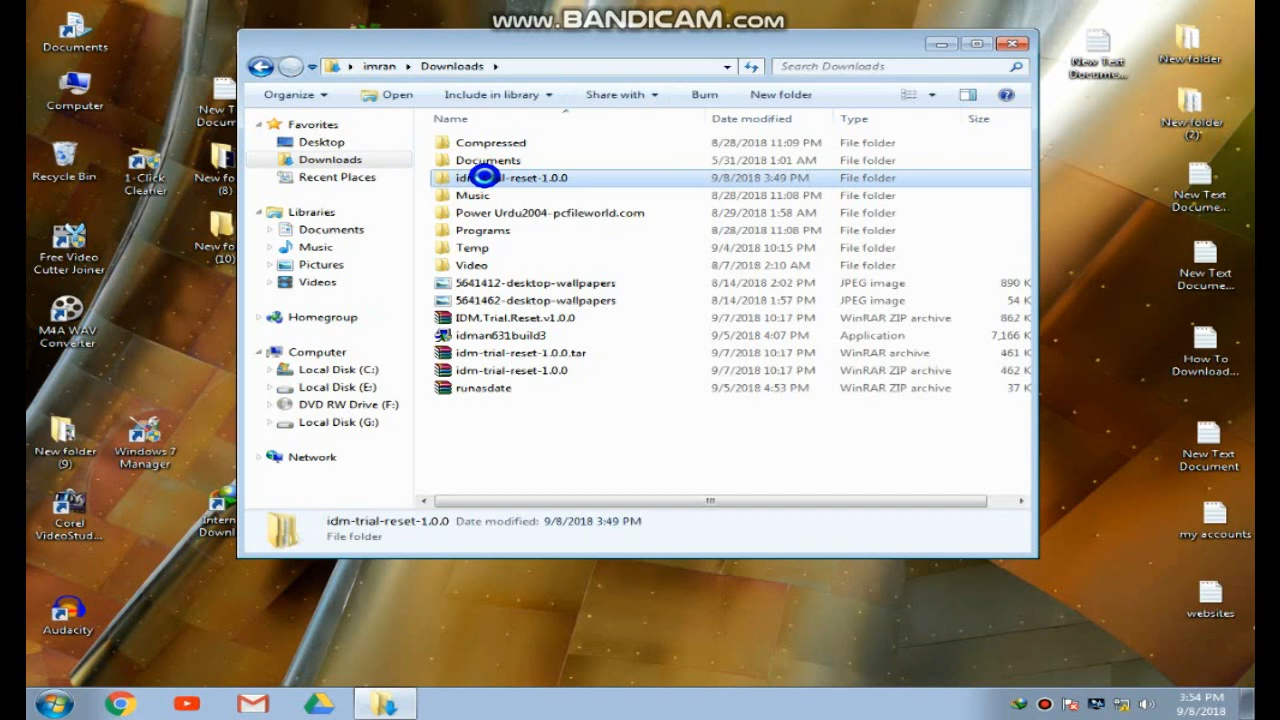 www.BANDICAM.com
Documents
Computer
Recycle Bin
1-Click
Cleaner
Free Video
Cutter Joiner
M4A WAV
Converter
New folder
(9)
Windows 7
Manager
Corel
VideoStud...
Audacity
New T
Docum
New fo
(8)
New fo
(10)
Intern
Downl
imran
Downloads
Search Downloads
Organize
Open
Include in library
Share with
Burn
New folder
Name
Date modified
Type
Size
Favorites
Desktop
Downloads
Recent Places
Libraries
Documents
Music
Pictures
Videos
Homegroup
Computer
Local Disk (C:)
Local Disk (E:)
DVD RW Drive (F:)
Local Disk (G:)
Network
Compressed 8/28/2018 11:09 PM File folder
Documents 5/31/2018 1:01 AM File folder
idm-trial-reset-1.0.0 9/8/2018 3:49 PM File folder
Music 8/28/2018 11:08 PM File folder
Power Urdu2004-pcfileworld.com 8/29/2018 1:58 AM File folder
Programs 8/28/2018 11:08 PM File folder
Temp 9/4/2018 10:15 PM File folder
Video 8/7/2018 2:10 AM File folder
5641412-desktop-wallpapers 8/14/2018 2:02 PM JPEG image 890 K
5641462-desktop-wallpapers 8/14/2018 1:57 PM JPEG image 54 K
IDM.Trial.Reset.v1.0.0 9/7/2018 10:17 PM WinRAR ZIP archive 862 K
idman631build3 9/5/2018 4:07 PM Application 7,166 K
idm-trial-reset-1.0.0.tar 9/7/2018 10:17 PM WinRAR archive 461 K
idm-trial-reset-1.0.0 9/7/2018 10:17 PM WinRAR ZIP archive 462 K
runasdate 9/5/2018 4:53 PM WinRAR ZIP archive 37 K
idm-trial-reset-1.0.0 Date modified: 9/8/2018 3:49 PM
File folder
New Text
Docume...
New folder
New folder
(2)
New Text
Docume...
New Text
Docume...
How To
Download...
New Text
Document
my accounts
websites
3:54 PM
9/8/2018